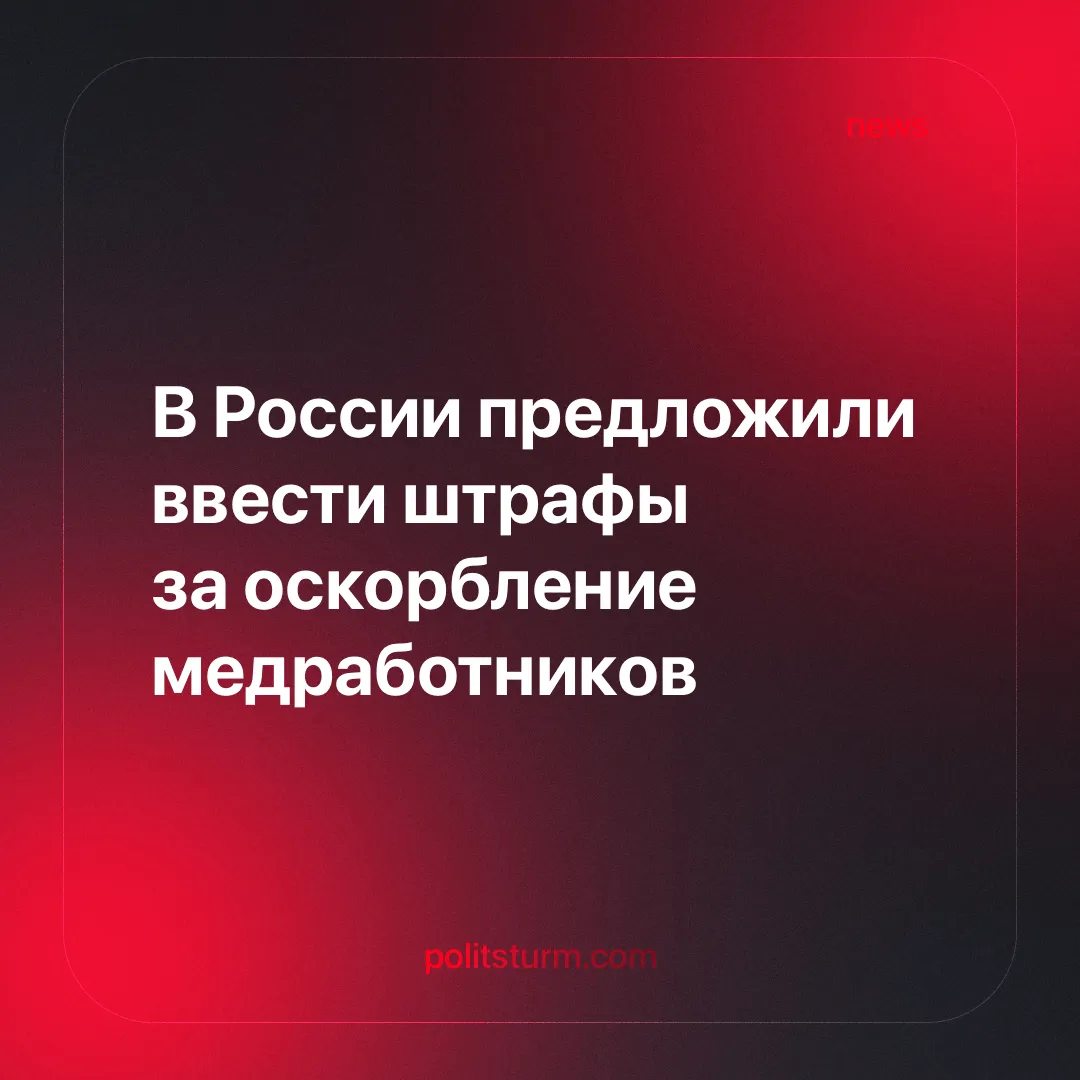 news
В России предложили
ввести штрафы
за оскорбление
медработников
politsturm.com